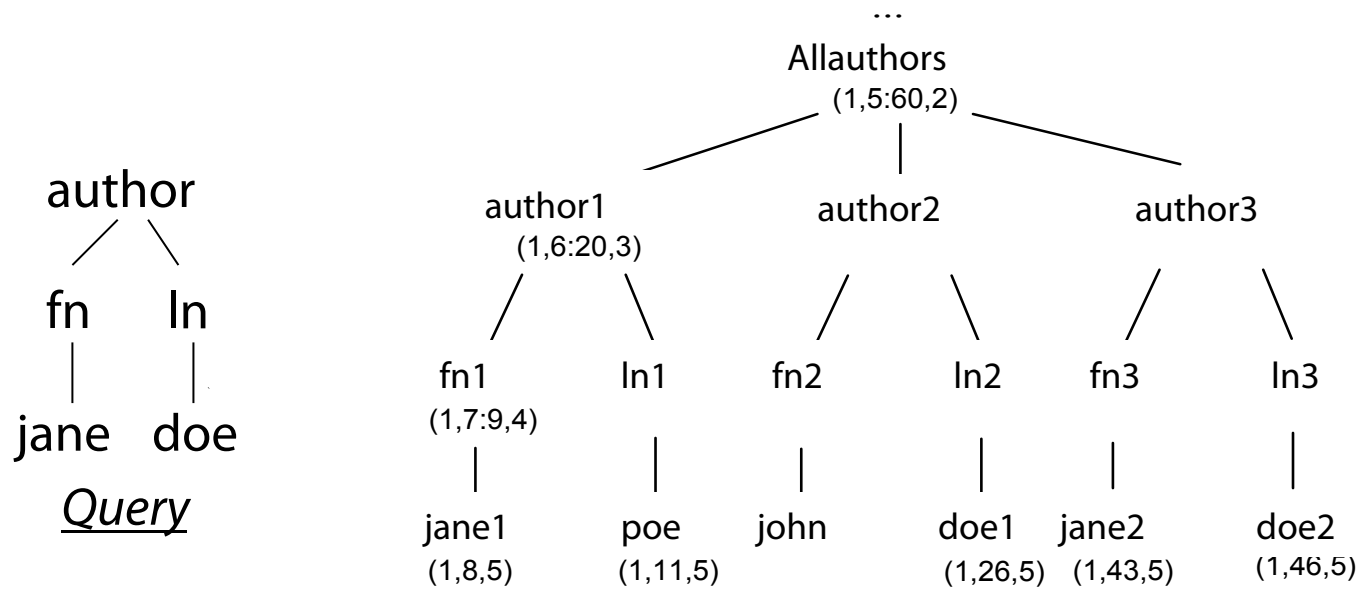 ...
Allauthors
(1,5:60,2)
author
author1 author2 author3
(1,6:20,3)
fn ln
fn1 ln1 fn2 ln2 fn3 ln3
(1,7:9,4)
jane doe
Query
jane1 poe john doe1 jane2 doe2
(1,8,5) (1,11,5) (1,26,5) (1,43,5) (1,46,5)